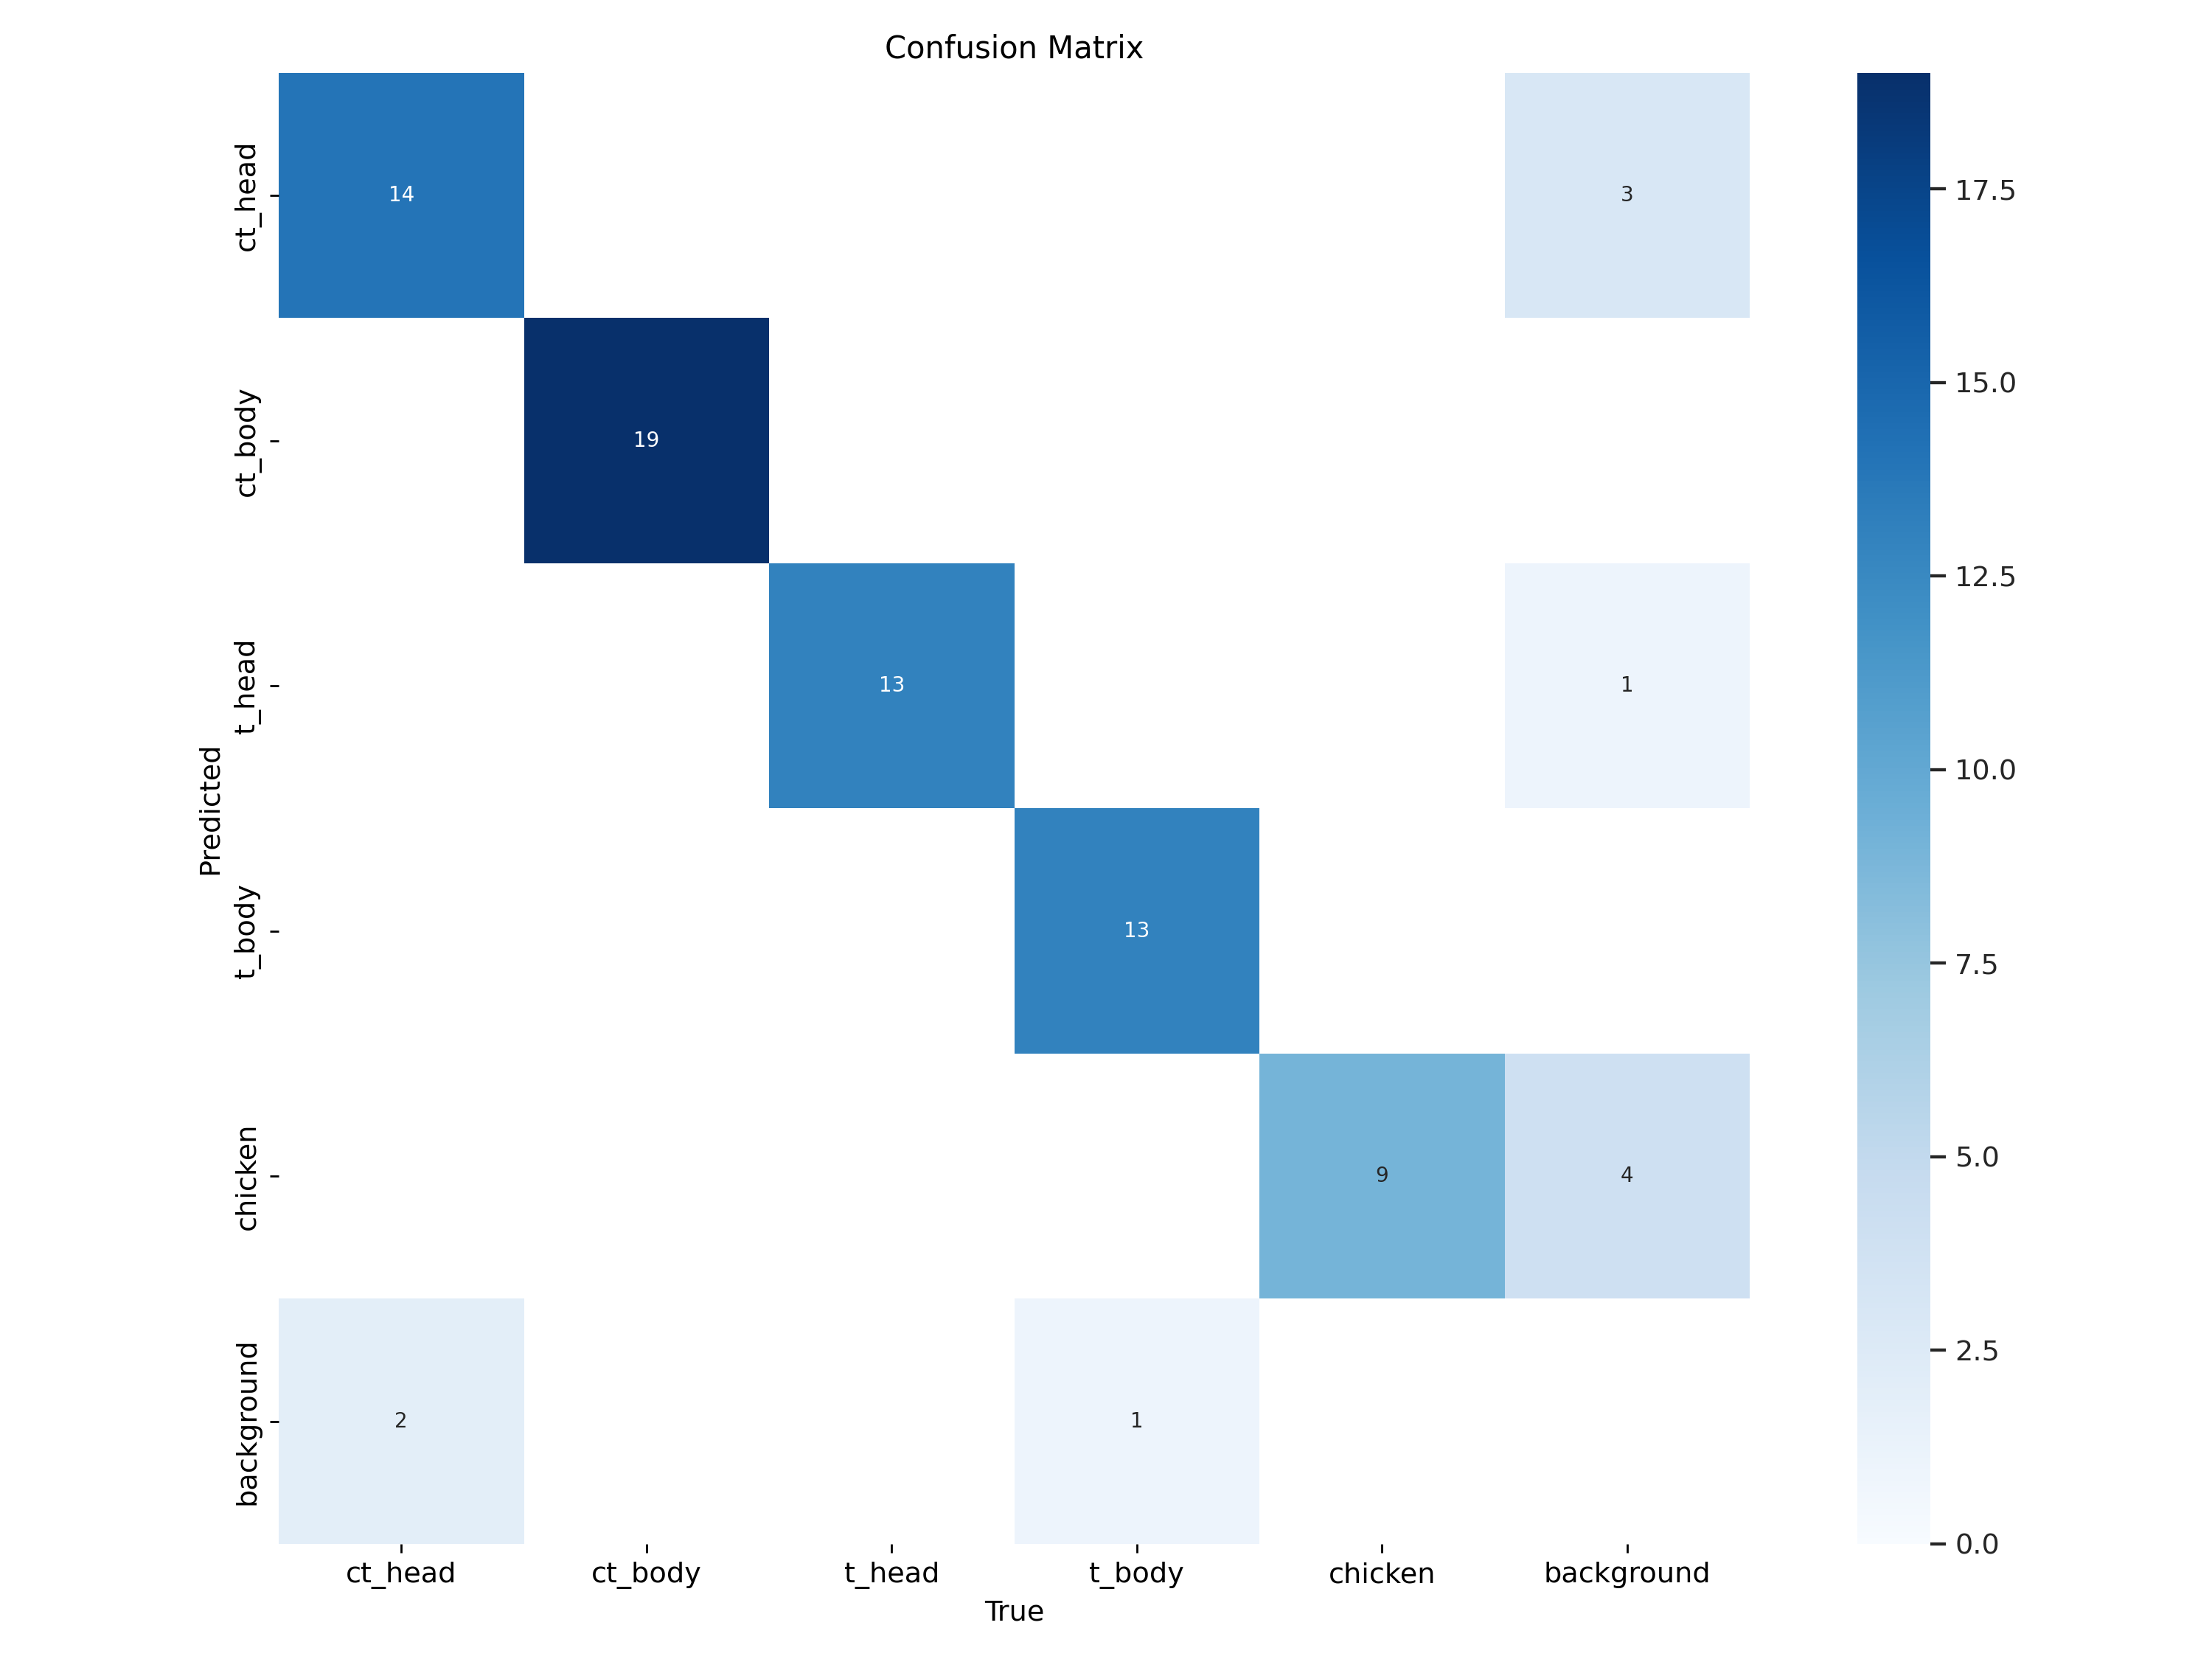 Confusion Matrix
ct_head
14
3
17.5
15.0
ct_body
19
12.5
t_head
13
1
10.0
Predicted
t_body
13
7.5
chicken
9
4
5.0
2.5
background
2
1
0.0
ct_head ct_body t_head t_body chicken background
True